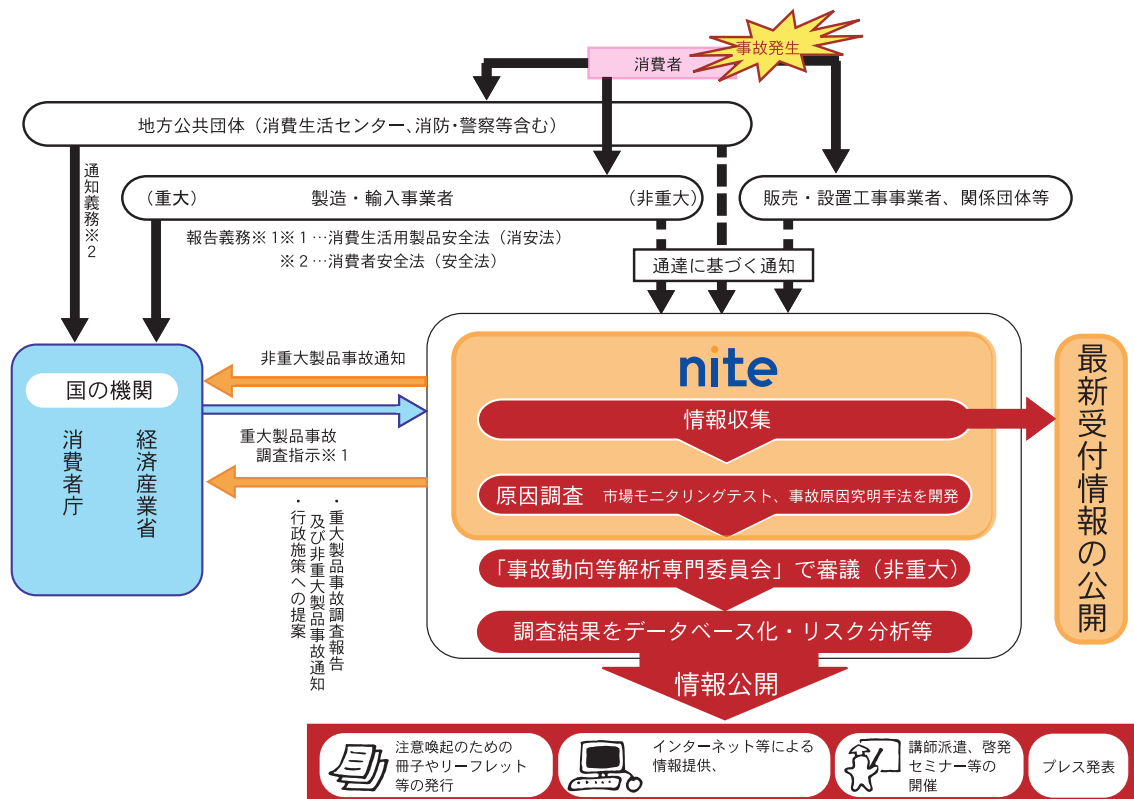 事故発生
消費者
地方公共団体（消費生活センター、消防・警察等含む）
通知義務※２
（重大）　製造・輸入事業者　（非重大）
販売・設置工事事業者、関係団体等
報告義務※１※１…消費生活用製品安全法（消安法）
※２…消費者安全法（安全法）
通達に基づく通知
国の機関
消費者庁
経済産業省
非重大製品事故通知
重大製品事故
調査指示※１
・重大製品事故調査報告
及び非重大製品事故通知
・行政施策への提案
nite
情報収集
原因調査　市場モニタリングテスト、事故原因究明手法を開発
「事故動向等解析専門委員会」で審議（非重大）
調査結果をデータベース化・リスク分析等
情報公開
最新受付情報の公開
注意喚起のための
冊子やリーフレット
等の発行
インターネット等による
情報提供、
講師派遣、啓発
セミナー等の
開催
プレス発表